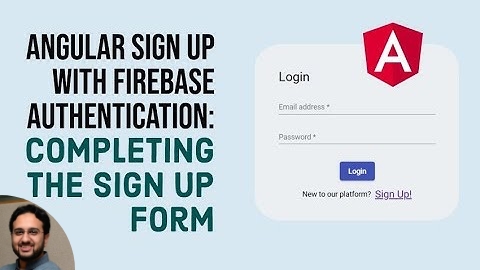 ANGULAR SIGN UP
WITH FIREBASE
AUTHENTICATION:
COMPLETING
THE SIGN UP
FORM
A
Login
Email address *
Password *
Login
New to our platform? Sign Up!